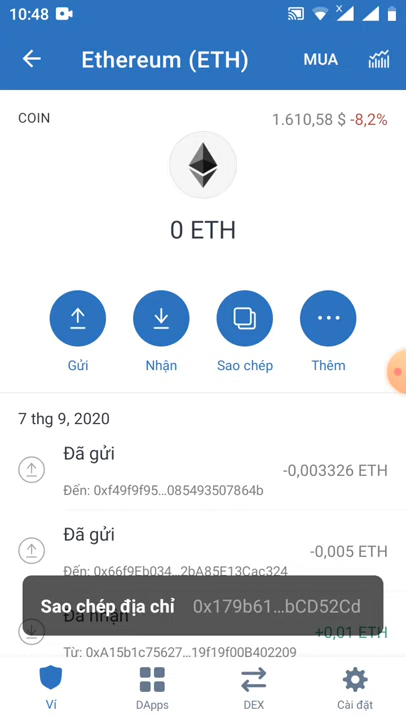 10:48
Ethereum (ETH)
MUA
COIN
1.610,58 $ -8,2%
0 ETH
Gửi
Nhận
Sao chép
Thêm
7 thg 9, 2020
Đã gửi
-0,003326 ETH
Đến: 0xf49f9f95...085493507864b
Đã gửi
-0,005 ETH
Đến: 0x66f9Eb034...2bA85E13Cac324
Sao chép địa chỉ 0x179b61...bCD52Cd
Đã nhận
+0,01 ETH
Từ: 0xA15b1c75627...19f19f00B402209
Ví
DApps
DEX
Cài đặt